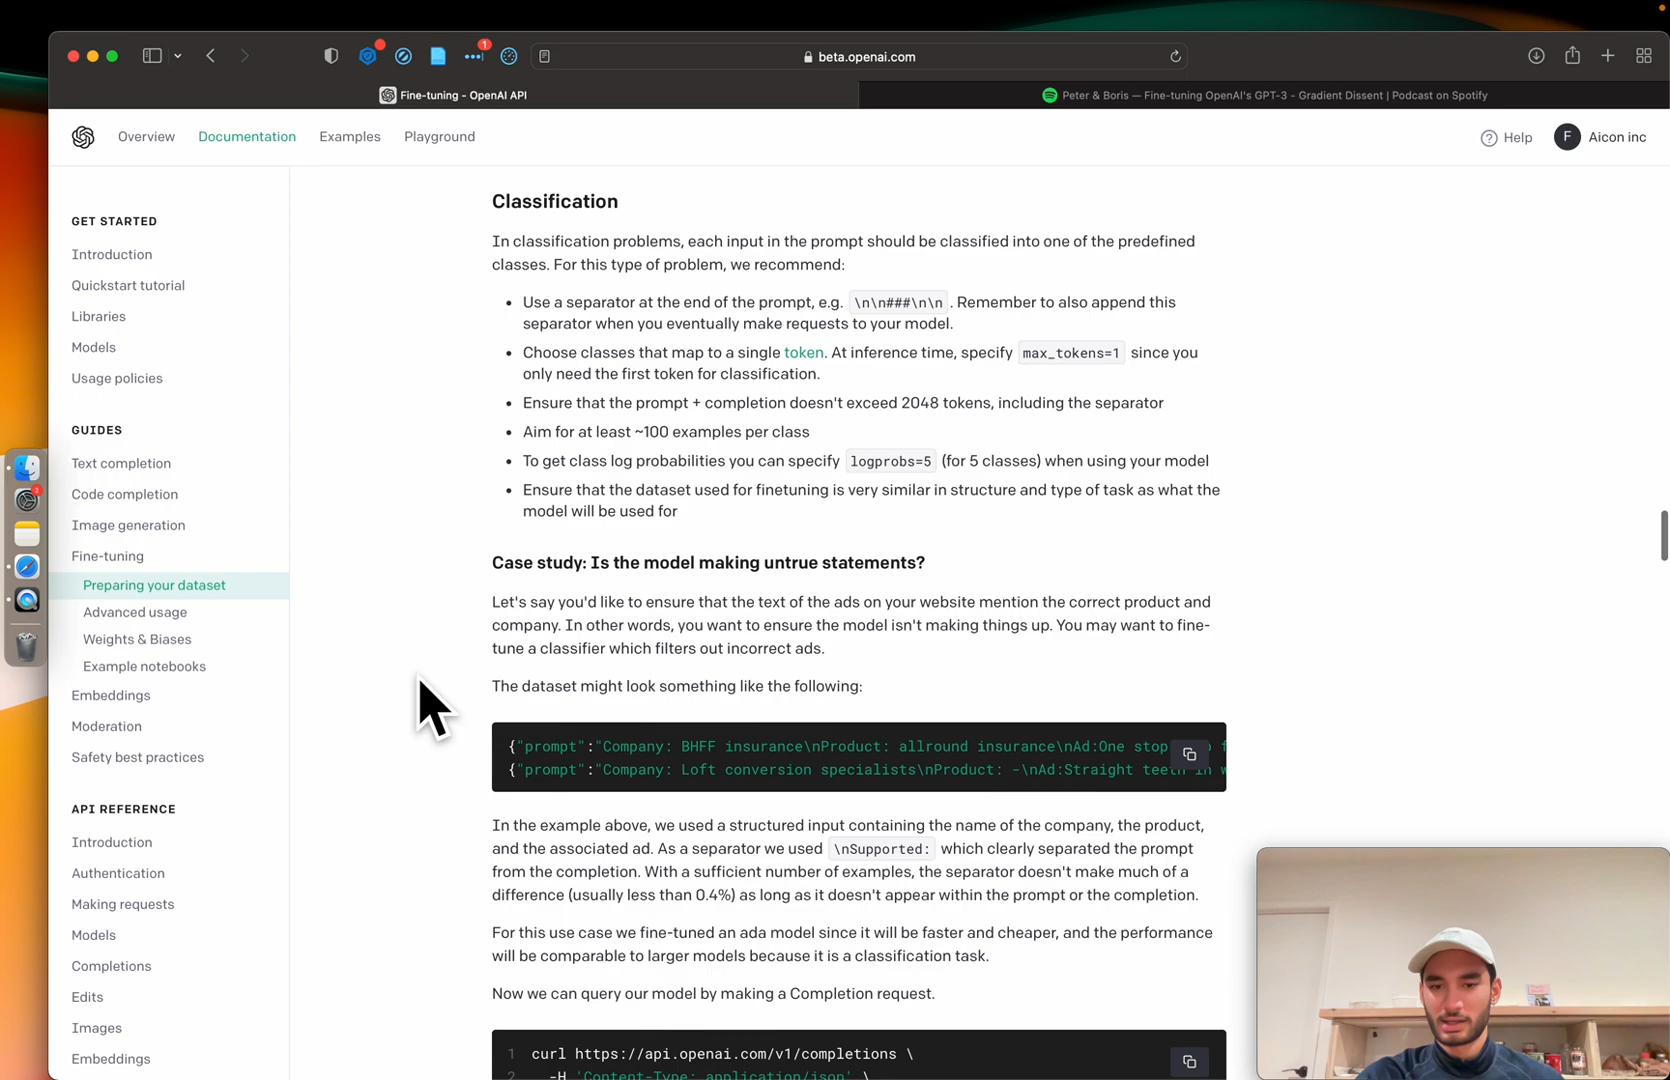 1
beta.openai.com
Fine-tuning - OpenAI API
Peter & Boris — Fine-tuning OpenAI's GPT-3 - Gradient Dissent | Podcast on Spotify
Overview
Documentation
Examples
Playground
Help
F
Aicon inc
GET STARTED
Introduction
Quickstart tutorial
Libraries
Models
Usage policies
GUIDES
Text completion
Code completion
Image generation
Fine-tuning
Preparing your dataset
Advanced usage
Weights & Biases
Example notebooks
Embeddings
Moderation
Safety best practices
API REFERENCE
Introduction
Authentication
Making requests
Models
Completions
Edits
Images
Embeddings
2
Classification
In classification problems, each input in the prompt should be classified into one of the predefined
classes. For this type of problem, we recommend:
• Use a separator at the end of the prompt, e.g. \n\n###\n\n . Remember to also append this
separator when you eventually make requests to your model.
• Choose classes that map to a single token. At inference time, specify max_tokens=1 since you
only need the first token for classification.
• Ensure that the prompt + completion doesn't exceed 2048 tokens, including the separator
• Aim for at least ~100 examples per class
• To get class log probabilities you can specify logprobs=5 (for 5 classes) when using your model
• Ensure that the dataset used for finetuning is very similar in structure and type of task as what the
model will be used for
Case study: Is the model making untrue statements?
Let's say you'd like to ensure that the text of the ads on your website mention the correct product and
company. In other words, you want to ensure the model isn't making things up. You may want to fine-
tune a classifier which filters out incorrect ads.
The dataset might look something like the following:
{"prompt":"Company: BHFF insurance\nProduct: allround insurance\nAd:One stop
{"prompt":"Company: Loft conversion specialists\nProduct: -\nAd:Straight teeth in
In the example above, we used a structured input containing the name of the company, the product,
and the associated ad. As a separator we used \nSupported: which clearly separated the prompt
from the completion. With a sufficient number of examples, the separator doesn't make much of a
difference (usually less than 0.4%) as long as it doesn't appear within the prompt or the completion.
For this use case we fine-tuned an ada model since it will be faster and cheaper, and the performance
will be comparable to larger models because it is a classification task.
Now we can query our model by making a Completion request.
1 curl https://api.openai.com/v1/completions \
2 -H 'Content-Type: application/json' \